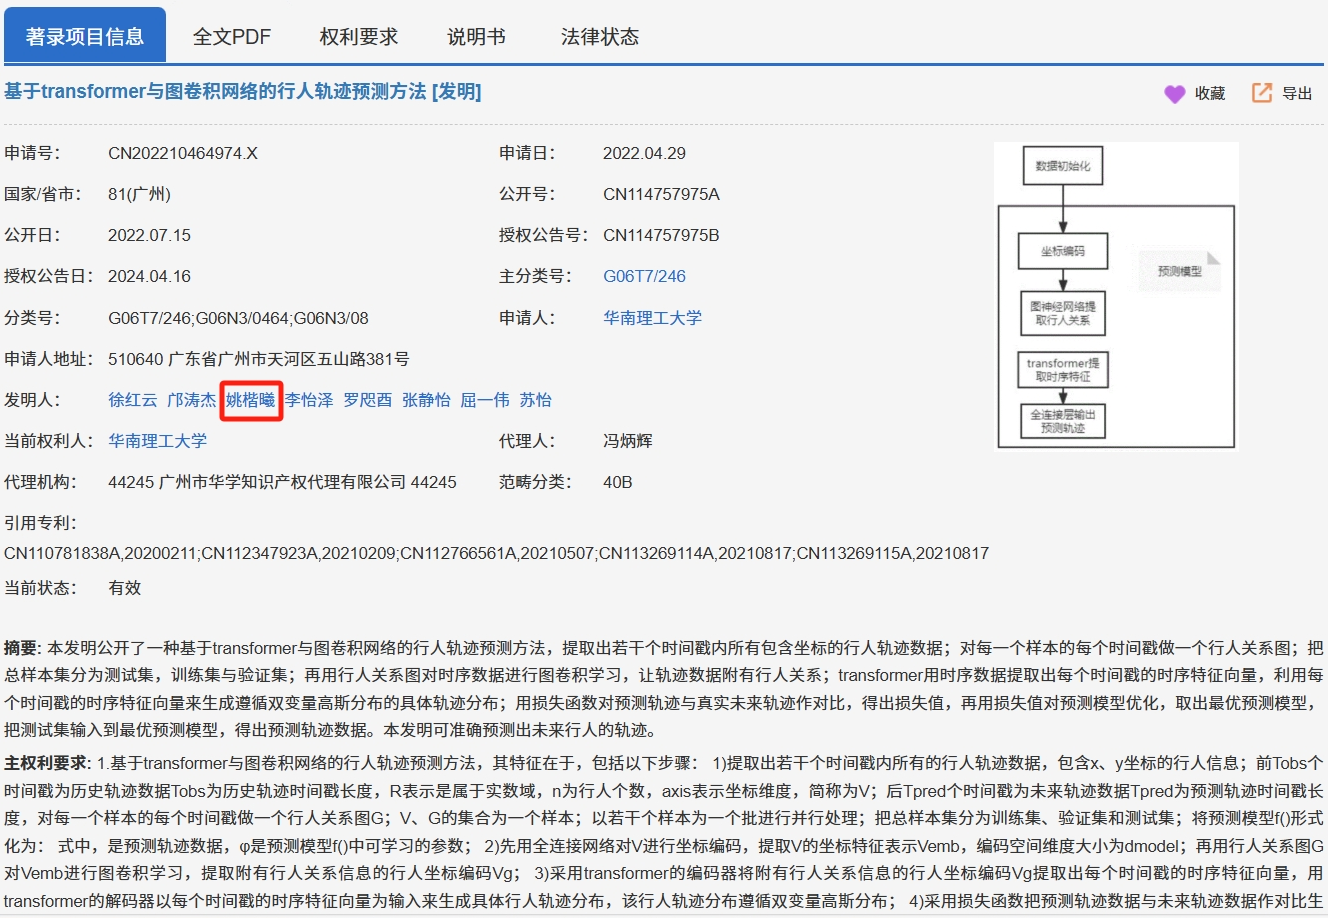 著录项目信息 全文PDF 权利要求 说明书 法律状态
基于transformer与图卷积网络的行人轨迹预测方法 [发明] 收藏 导出
申请号： CN202210464974.X 申请日： 2022.04.29
国家/省市： 81(广州) 公开号： CN114757975A
公开日： 2022.07.15 授权公告号： CN114757975B
授权公告日： 2024.04.16 主分类号： G06T7/246
分类号： G06T7/246;G06N3/0464;G06N3/08 申请人： 华南理工大学
申请人地址： 510640 广东省广州市天河区五山路381号
发明人： 徐红云 邝涛杰 姚楷曦 李怡泽 罗咫酉 张静怡 屈一伟 苏怡
当前权利人： 华南理工大学 代理人： 冯炳辉
代理机构： 44245 广州市华学知识产权代理有限公司 44245 范畴分类： 40B
引用专利：
CN110781838A,20200211;CN112347923A,20210209;CN112766561A,20210507;CN113269114A,20210817;CN113269115A,20210817
当前状态： 有效
数据初始化
坐标编码
预测模型
图神经网络提
取行人关系
transformer提
取时序特征
全连接层输出
预测轨迹
摘要: 本发明公开了一种基于transformer与图卷积网络的行人轨迹预测方法，提取出若干个时间戳内所有包含坐标的行人轨迹数据；对每一个样本的每个时间戳做一个行人关系图；把
总样本集分为测试集，训练集与验证集；再用行人关系图对时序数据进行图卷积学习，让轨迹数据附有行人关系；transformer用时序数据提取出每个时间戳的时序特征向量，利用每
个时间戳的时序特征向量来生成遵循双变量高斯分布的具体轨迹分布；用损失函数对预测轨迹与真实未来轨迹作对比，得出损失值，再用损失值对预测模型优化，取出最优预测模型，
把测试集输入到最优预测模型，得出预测轨迹数据。本发明可准确预测出未来行人的轨迹。
主权利要求: 1.基于transformer与图卷积网络的行人轨迹预测方法，其特征在于，包括以下步骤： 1)提取出若干个时间戳内所有的行人轨迹数据，包含x、y坐标的行人信息；前Tobs个
时间戳为历史轨迹数据Tobs为历史轨迹时间戳长度，R表示是属于实数域，n为行人个数，axis表示坐标维度，简称为V；后Tpred个时间戳为未来轨迹数据Tpred为预测轨迹时间戳长
度，对每一个样本的每个时间戳做一个行人关系图G；V、G的集合为一个样本；以若干个样本为一个批进行并行处理；把总样本集分为训练集、验证集和测试集；将预测模型f()形式
化为： 式中，是预测轨迹数据，φ是预测模型f()中可学习的参数； 2)先用全连接网络对V进行坐标编码，提取V的坐标特征表示Vemb，编码空间维度大小为dmodel；再用行人关系图G
对Vemb进行图卷积学习，提取附有行人关系信息的行人坐标编码Vg； 3)采用transformer的编码器将附有行人关系信息的行人坐标编码Vg提取出每个时间戳的时序特征向量，用
transformer的解码器以每个时间戳的时序特征向量为输入来生成具体行人轨迹分布，该行人轨迹分布遵循双变量高斯分布； 4)采用损失函数把预测轨迹数据与未来轨迹数据作对比生